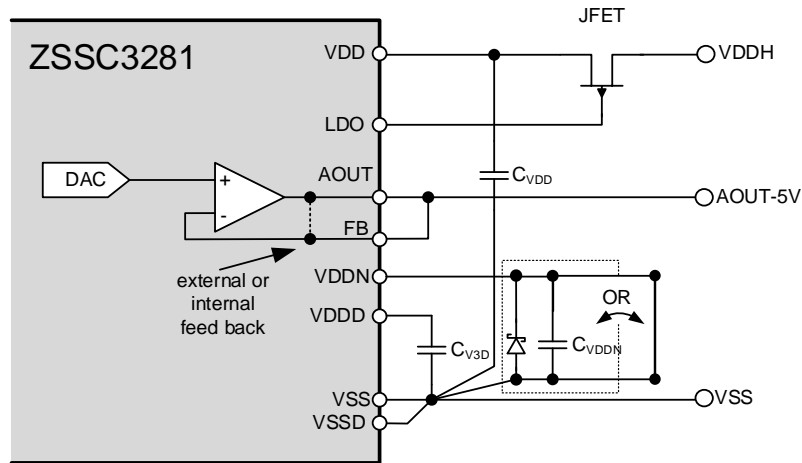 JFET
ZSSC3281
VDD
VDDH
LDO
DAC
+
-
AOUT
CVDD
AOUT-5V
FB
external or
internal
feed back
VDDN
OR
VDDD
CV3D
CVDDN
VSS
VSS
VSSD